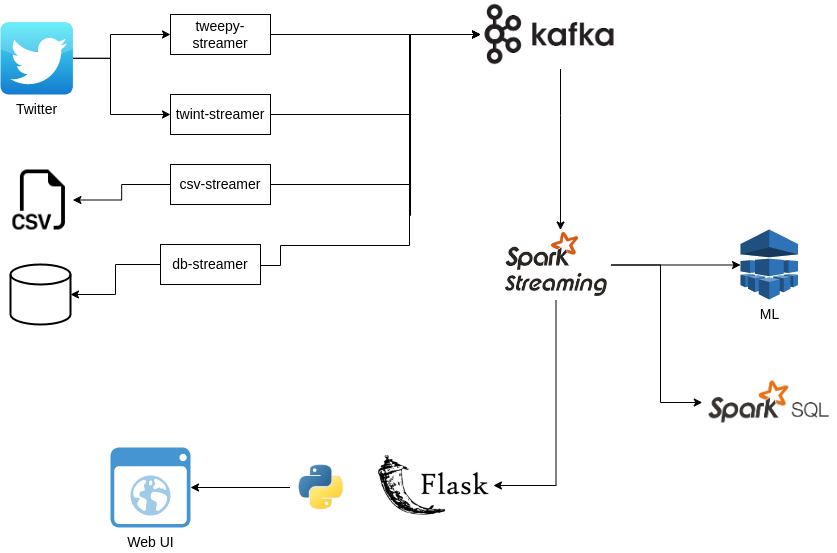 tweepy-
streamer
kafka
Twitter
twint-streamer
csv-streamer
CSV
db-streamer
Spark
Streaming
ML
Spark SQL
Flask
Web UI